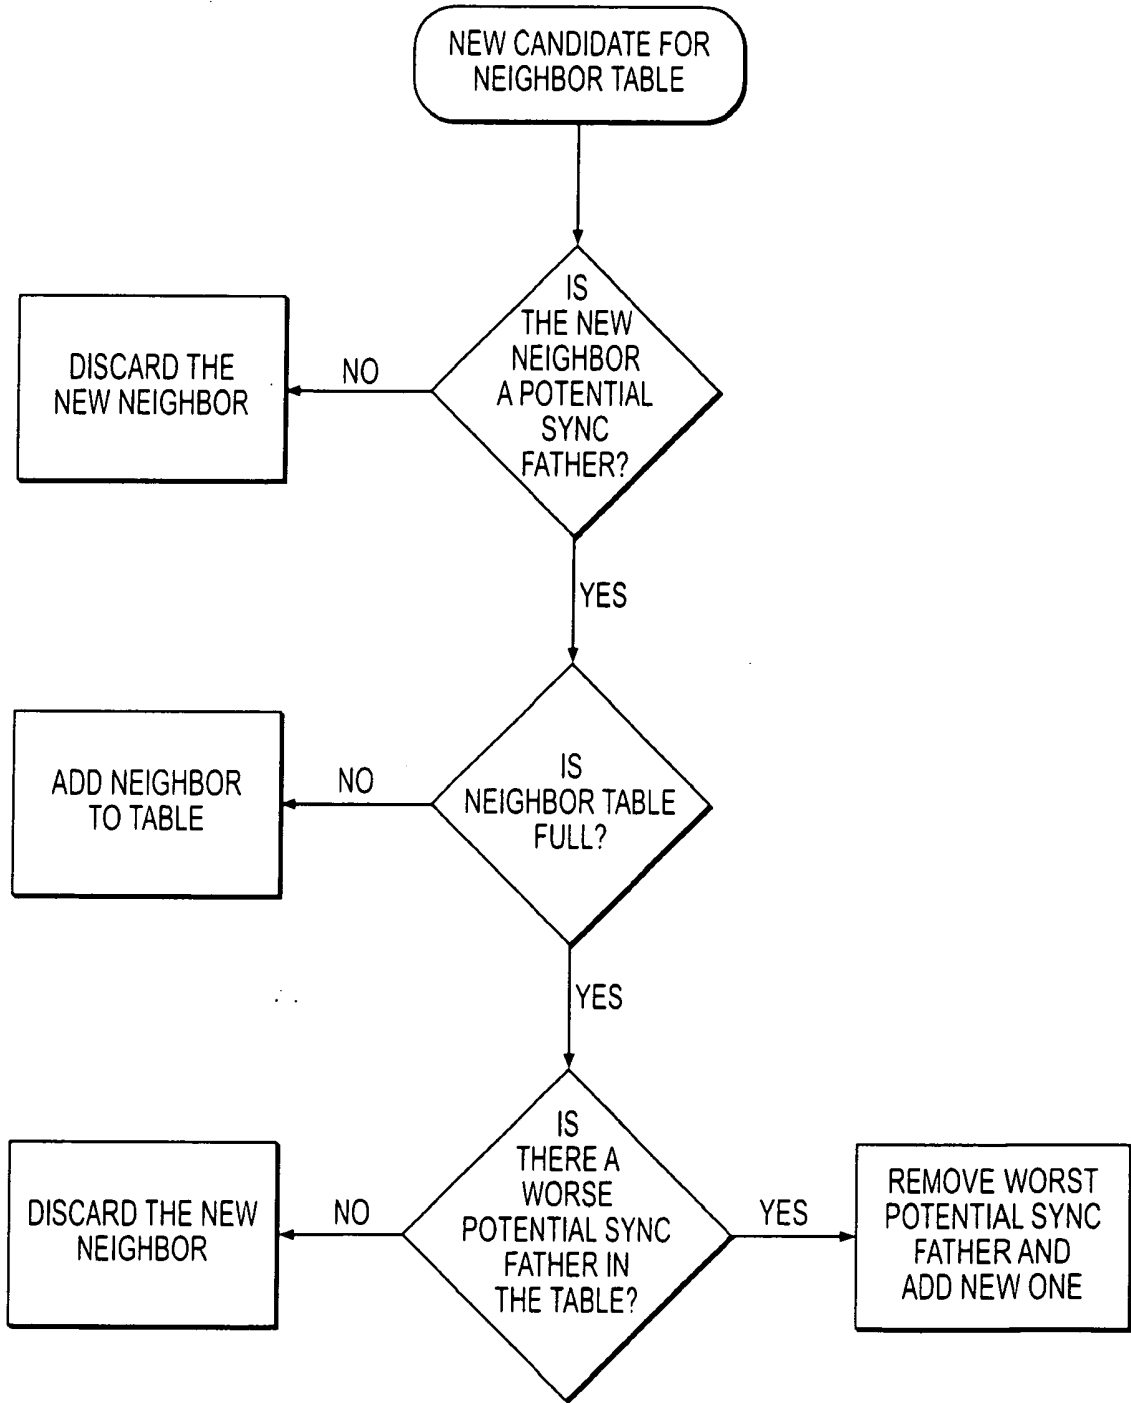 NEW CANDIDATE FOR
NEIGHBOR TABLE
IS
THE NEW
NEIGHBOR
A POTENTIAL
SYNC
FATHER?
NO
DISCARD THE
NEW NEIGHBOR
YES
IS
NEIGHBOR TABLE
FULL?
NO
ADD NEIGHBOR
TO TABLE
YES
IS
THERE A
WORSE
POTENTIAL SYNC
FATHER IN
THE TABLE?
NO
DISCARD THE NEW
NEIGHBOR
YES
REMOVE WORST
POTENTIAL SYNC
FATHER AND
ADD NEW ONE